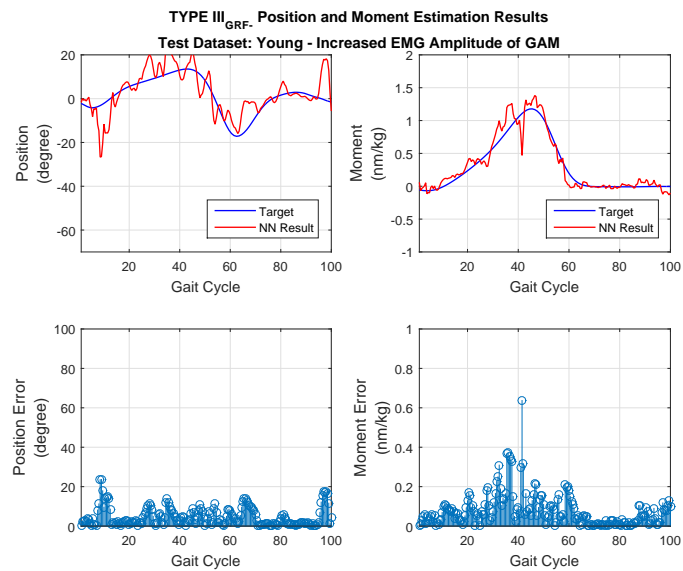 TYPE III GRF- Position and Moment Estimation Results
Test Dataset: Young - Increased EMG Amplitude of GAM
20
0
-20
-40
-60
Position
(degree)
Target
NN Result
20 40 60 80 100
Gait Cycle
2
1.5
1
0.5
0
-0.5
-1
Moment
(nm/kg)
Target
NN Result
20 40 60 80 100
Gait Cycle
100
80
60
40
20
0
Position Error
(degree)
20 40 60 80 100
Gait Cycle
1
0.8
0.6
0.4
0.2
0
Moment Error
(nm/kg)
20 40 60 80 100
Gait Cycle